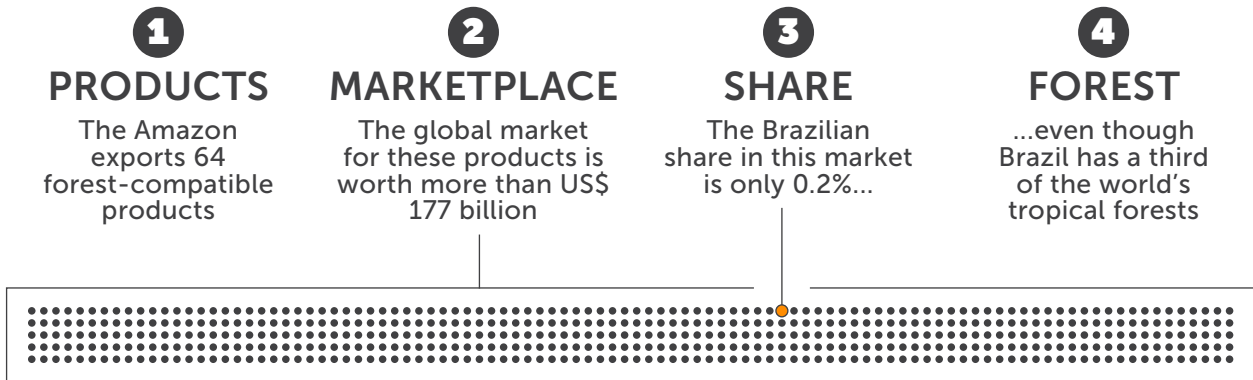 1
PRODUCTS
The Amazon
exports 64
forest-compatible
products
2
MARKETPLACE
The global market
for these products is
worth more than US$
177 billion
3
SHARE
The Brazilian
share in this market
is only 0.2%...
4
FOREST
...even though
Brazil has a third
of the world's
tropical forests